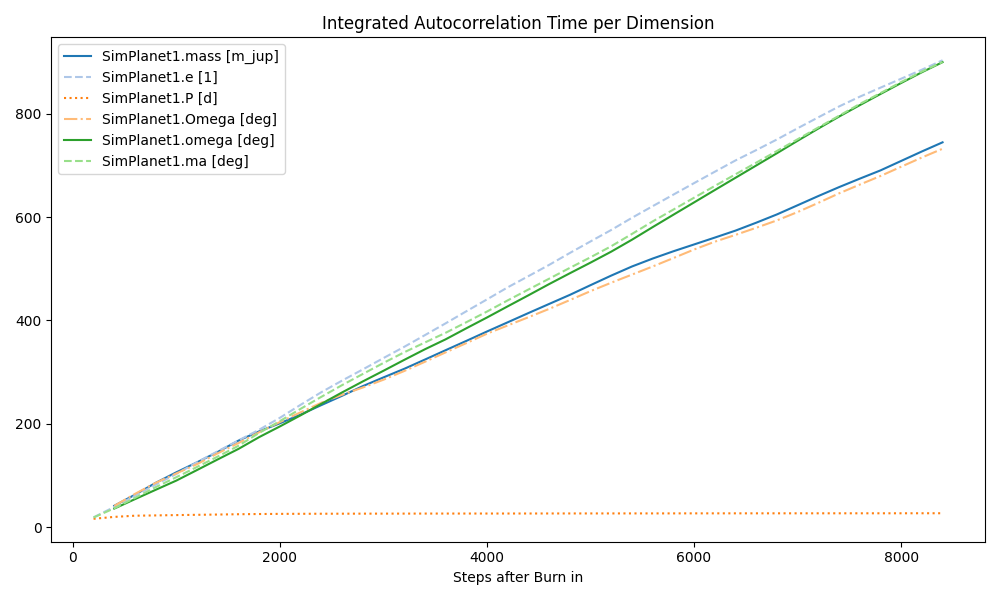 Integrated Autocorrelation Time per Dimension
SimPlanet1.mass [m_jup]
SimPlanet1.e [1]
SimPlanet1.P [d]
SimPlanet1.Omega [deg]
SimPlanet1.omega [deg]
SimPlanet1.ma [deg]
800
600
400
200
0
0 2000 4000 6000 8000
Steps after Burn in